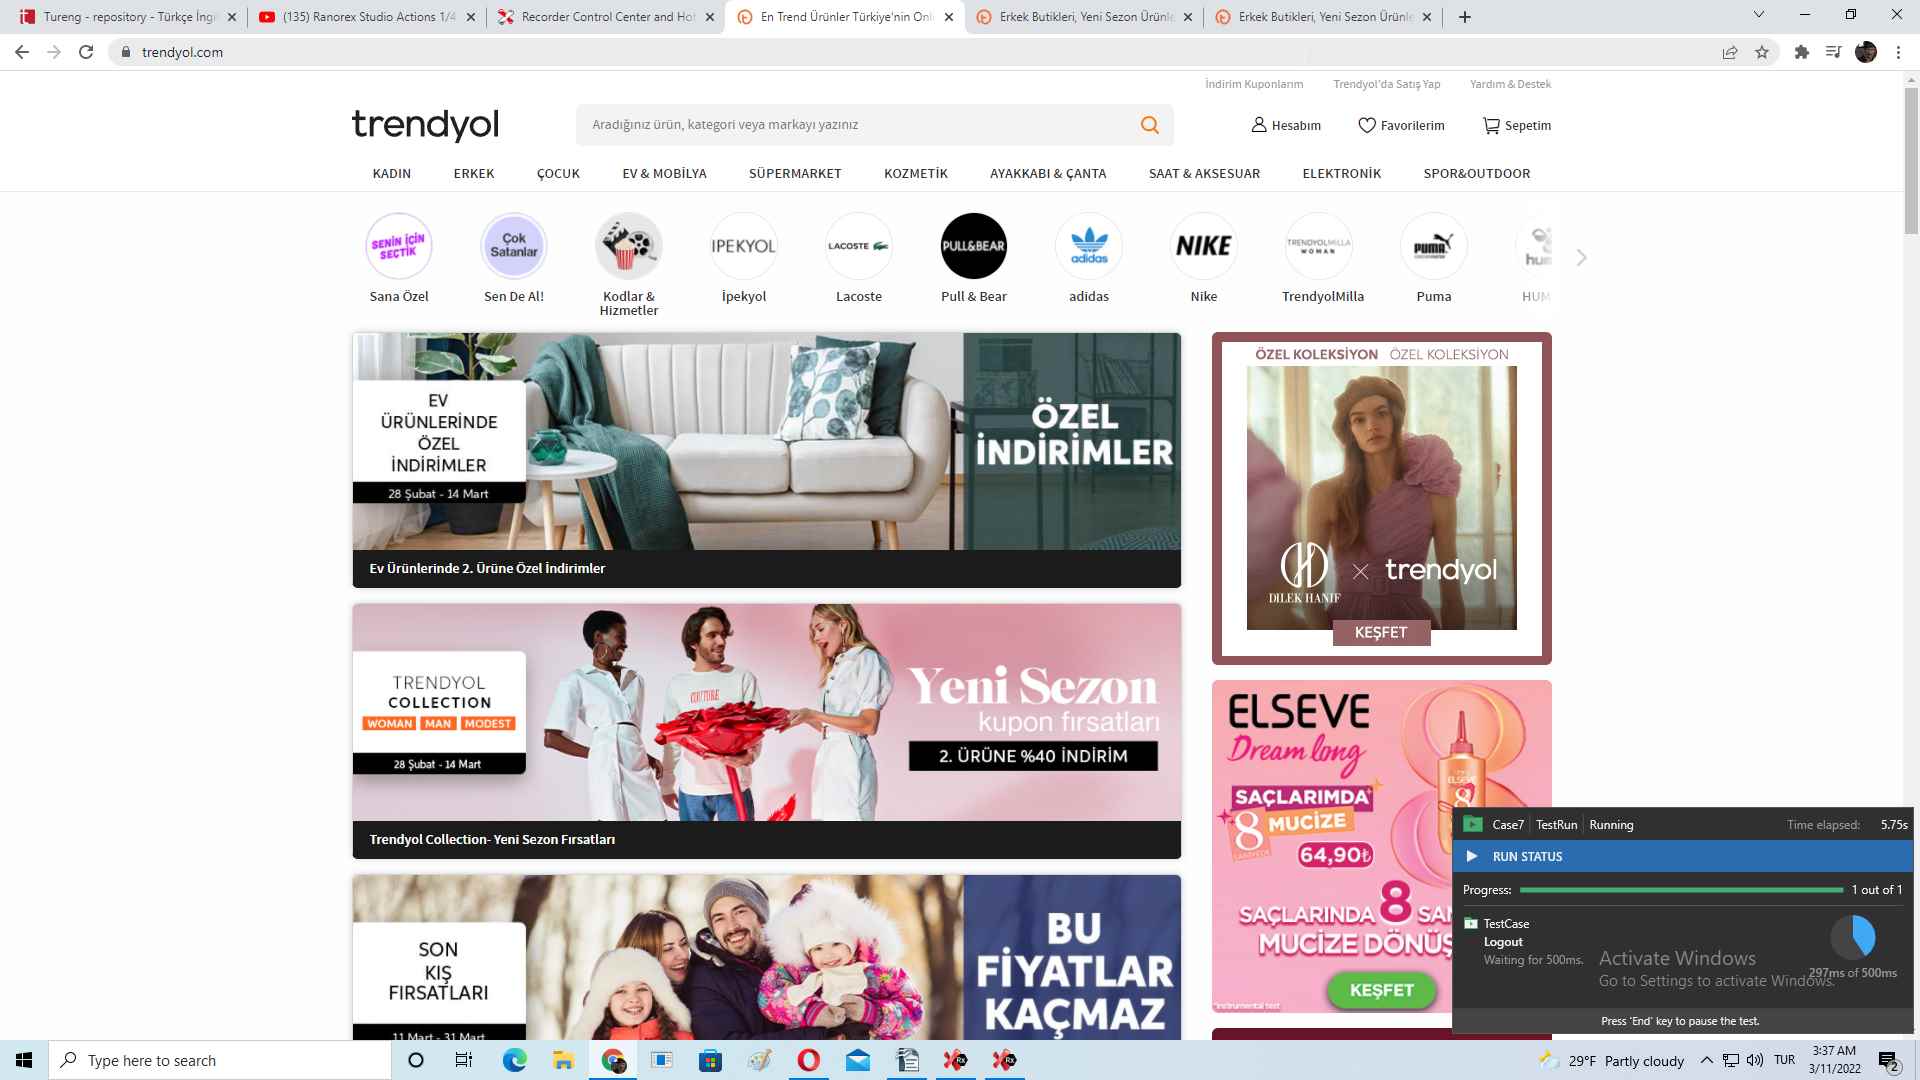 Tureng - repository - Türkçe İngil
(135) Ranorex Studio Actions 1/4
Recorder Control Center and Hot
En Trend Ürünler Türkiye'nin Onli
Erkek Butikleri, Yeni Sezon Ürünle
Erkek Butikleri, Yeni Sezon Ürünle
trendyol.com
İndirim Kuponlarım
Trendyol'da Satış Yap
Yardım & Destek
trendyol
Aradığınız ürün, kategori veya markayı yazınız
Hesabım
Favorilerim
Sepetim
KADIN
ERKEK
ÇOCUK
EV & MOBİLYA
SÜPERMARKET
KOZMETİK
AYAKKABI & ÇANTA
SAAT & AKSESUAR
ELEKTRONİK
SPOR&OUTDOOR
SENİN İÇİN
SEÇTİK
Çok
Satanlar
IPEKYOL
LACOSTE
PULL&BEAR
adidas
NIKE
TRENDYOLMILLA
WOMAN
PUMA
hum
Sana Özel
Sen De Al!
Kodlar &
Hizmetler
İpekyol
Lacoste
Pull & Bear
adidas
Nike
TrendyolMilla
Puma
HUM
EV
ÜRÜNLERİNDE
ÖZEL
İNDİRİMLER
28 Şubat - 14 Mart
ÖZEL
İNDİRİMLER
Ev Ürünlerinde 2. Ürüne Özel İndirimler
ÖZEL KOLEKSİYON ÖZEL KOLEKSİYON
DILEK HANIF
trendyol
KEŞFET
TRENDYOL
COLLECTION
WOMAN MAN MODEST
28 Şubat - 14 Mart
COUTURE
Yeni Sezon
kupon fırsatları
2. ÜRÜNE %40 İNDİRİM
Trendyol Collection- Yeni Sezon Fırsatları
ELSEVE
Dream long
SAÇLARIMDA
8 MUCİZE
64,90₺
ELSEVE
8
SAÇLARINDA 8 SAN
MUCİZE DÖNÜŞ
KEŞFET
*Instrumental test
SON
KIŞ
FIRSATLARI
11 Mart - 31 Mart
BU
FİYATLAR
KAÇMAZ
Case7
TestRun
Running
Time elapsed:
5.75s
RUN STATUS
Progress:
1 out of 1
TestCase
Logout
Waiting for 500ms.
297ms of 500ms
Activate Windows
Go to Settings to activate Windows.
Press 'End' key to pause the test.
Type here to search
29°F Partly cloudy
TUR
3:37 AM
3/11/2022
2